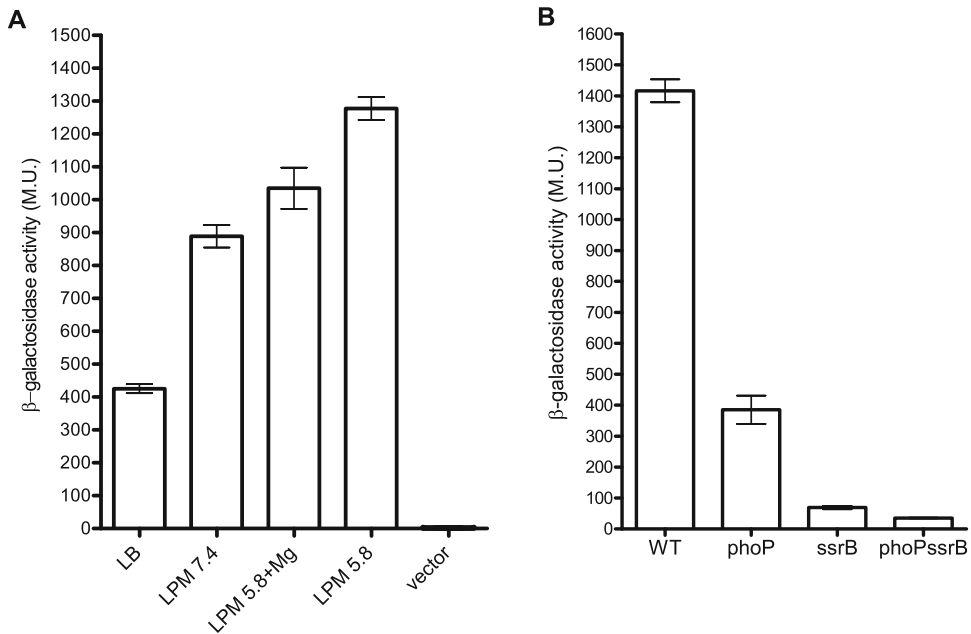 A
β–galactosidase activity (M.U.)
1500
1400
1300
1200
1100
1000
900
800
700
600
500
400
300
200
100
0
LB
LPM 7.4
LPM 5.8+Mg
LPM 5.8
vector
B
β-galactosidase activity (M.U.)
1600
1500
1400
1300
1200
1100
1000
900
800
700
600
500
400
300
200
100
0
WT
phoP
ssrB
phoPssrB